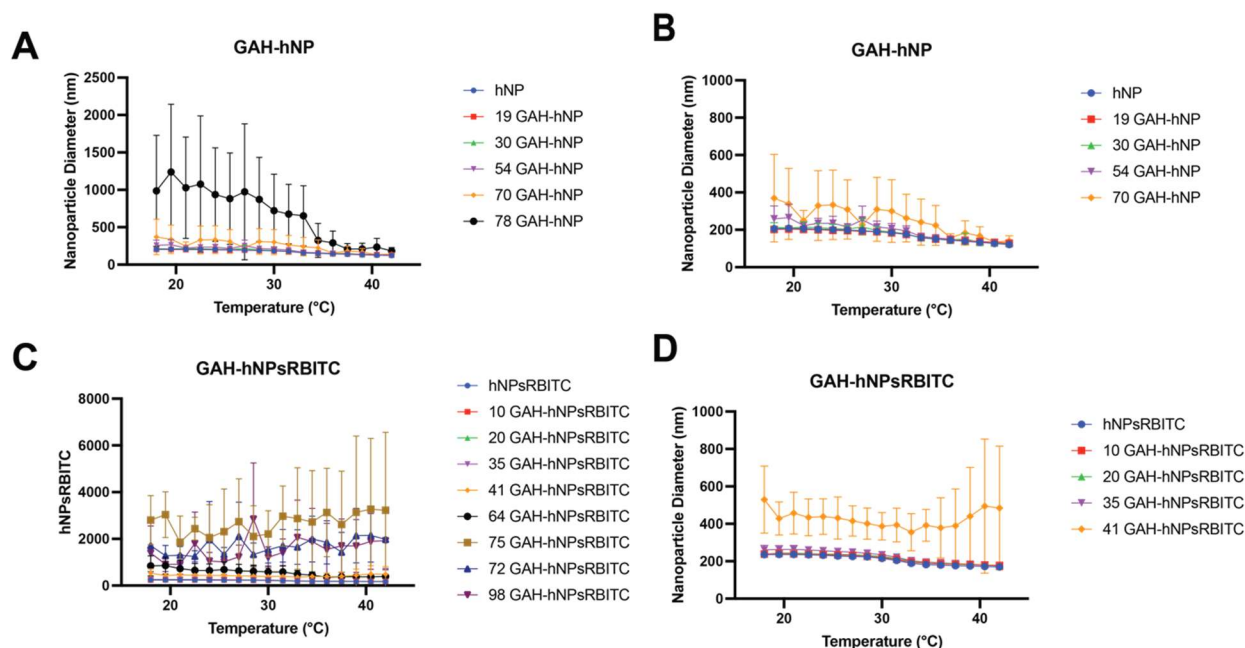 A
GAH-hNP
Nanoparticle Diameter (nm)
2500
2000
1500
1000
500
0
20
30
40
Temperature (°C)
hNP
19 GAH-hNP
30 GAH-hNP
54 GAH-hNP
70 GAH-hNP
78 GAH-hNP
B
GAH-hNP
Nanoparticle Diameter (nm)
1000
800
600
400
200
0
20
30
40
Temperature (°C)
hNP
19 GAH-hNP
30 GAH-hNP
54 GAH-hNP
70 GAH-hNP
C
GAH-hNPsRBITC
hNPsRBITC
8000
6000
4000
2000
0
20
30
40
Temperature (°C)
hNPsRBITC
10 GAH-hNPsRBITC
20 GAH-hNPsRBITC
35 GAH-hNPsRBITC
41 GAH-hNPsRBITC
64 GAH-hNPsRBITC
75 GAH-hNPsRBITC
72 GAH-hNPsRBITC
98 GAH-hNPsRBITC
D
GAH-hNPsRBITC
Nanoparticle Diameter (nm)
1000
800
600
400
200
0
20
30
40
Temperature (°C)
hNPsRBITC
10 GAH-hNPsRBITC
20 GAH-hNPsRBITC
35 GAH-hNPsRBITC
41 GAH-hNPsRBITC